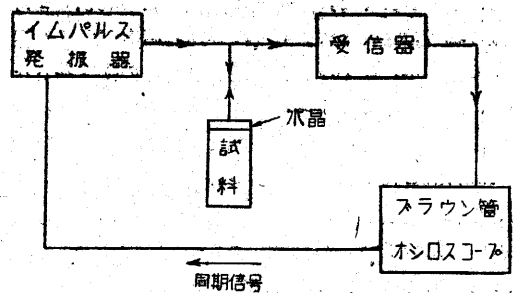 イムパルス
発振器
受信器
水晶
試
料
ブラウン管
オシロスコープ
同期信号